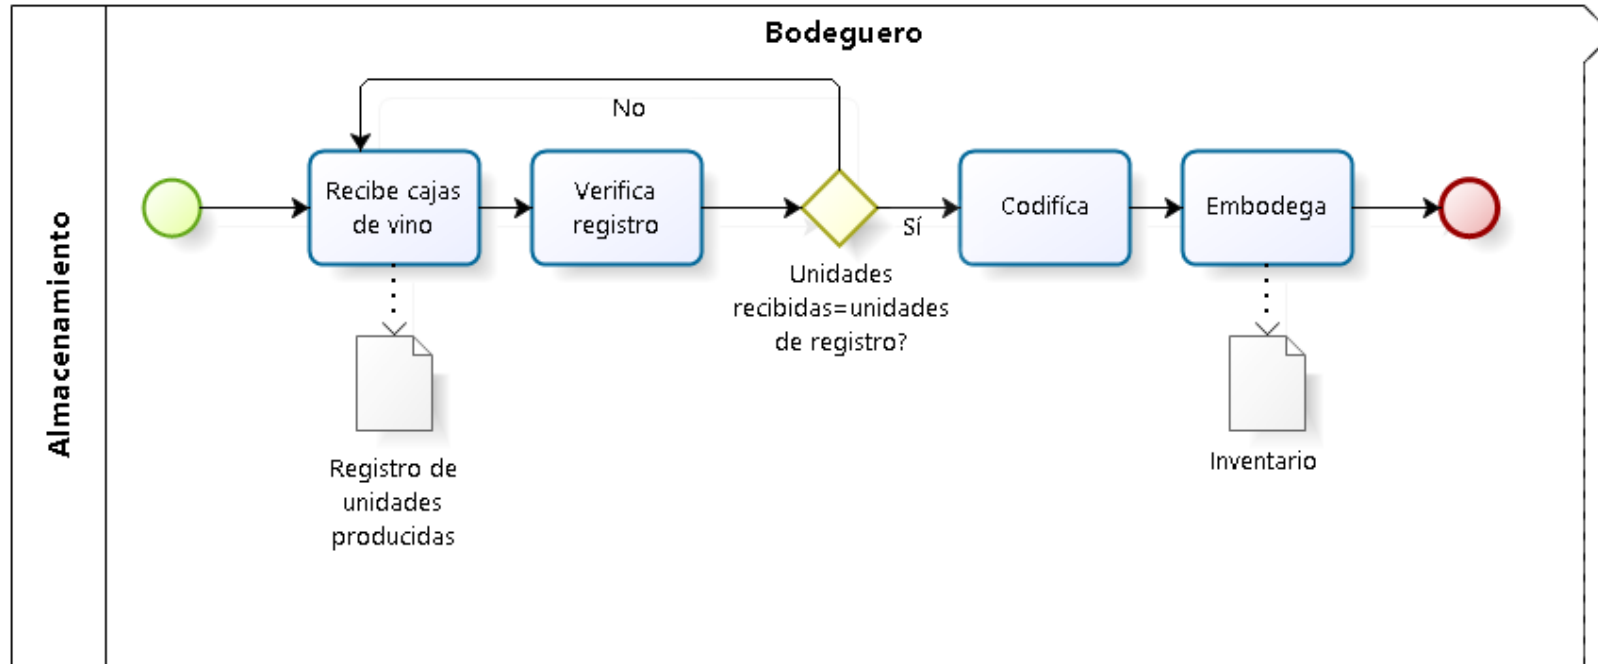 Bodeguero
Almacenamiento
No
Recibe cajas
de vino
Verifica
registro
Unidades
recibidas=unidades
de registro?
Sí
Codifíca
Embodega
Registro de
unidades
producidas
Inventario